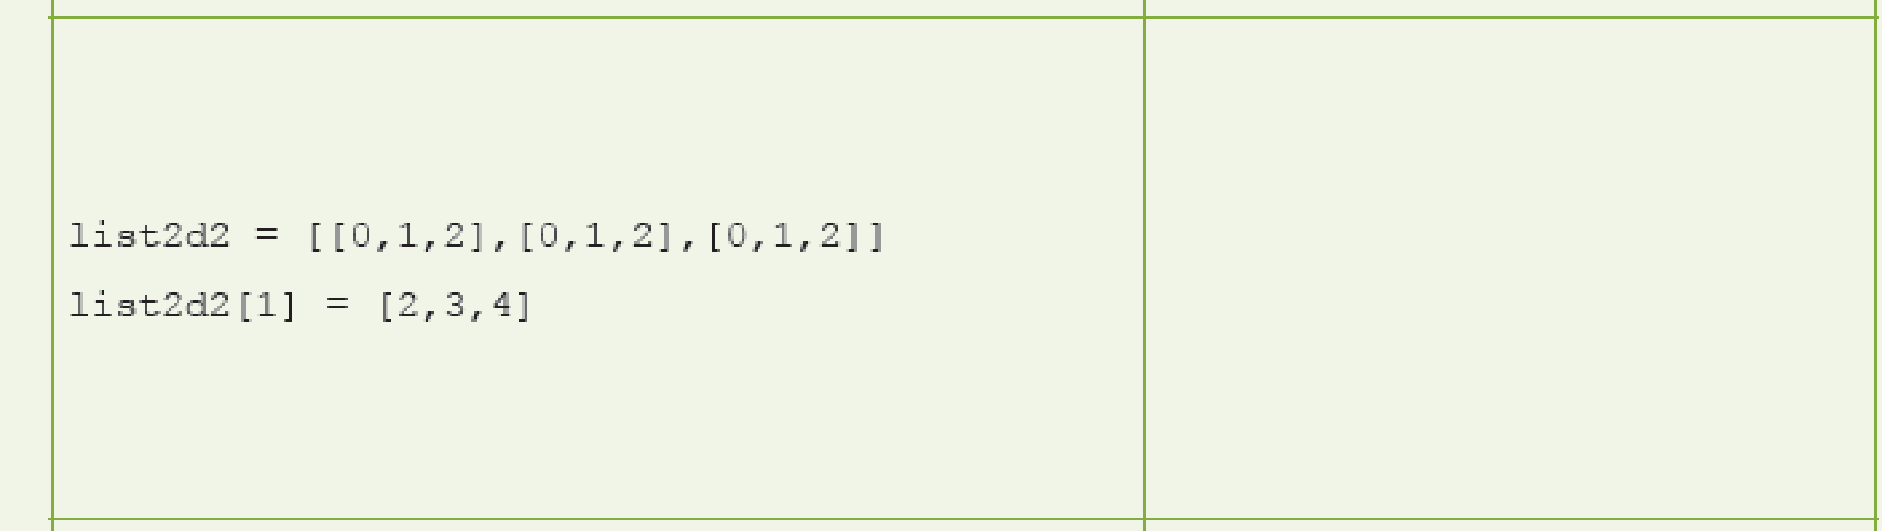 list2d2 = [[0,1,2],[0,1,2],[0,1,2]]
list2d2[1] = [2,3,4]